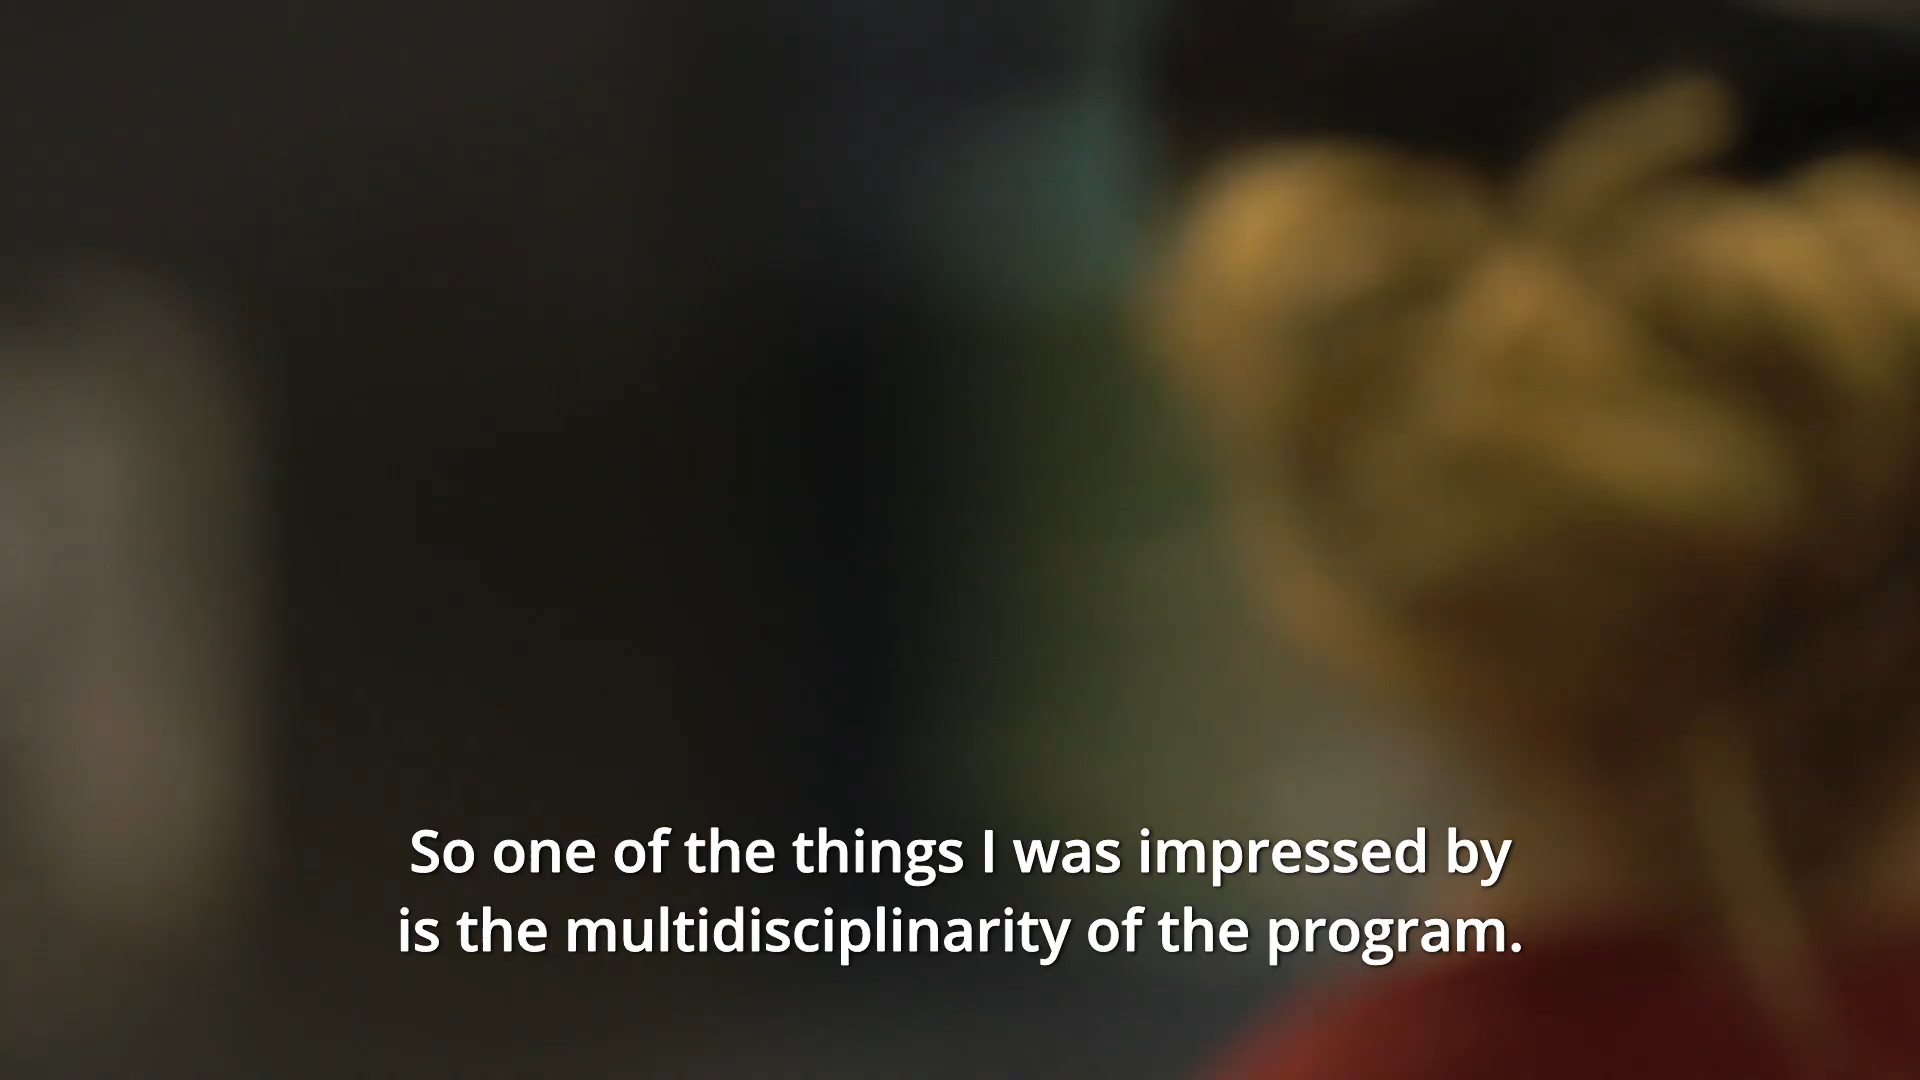 So one of the things I was impressed by
is the multidisciplinarity of the program.